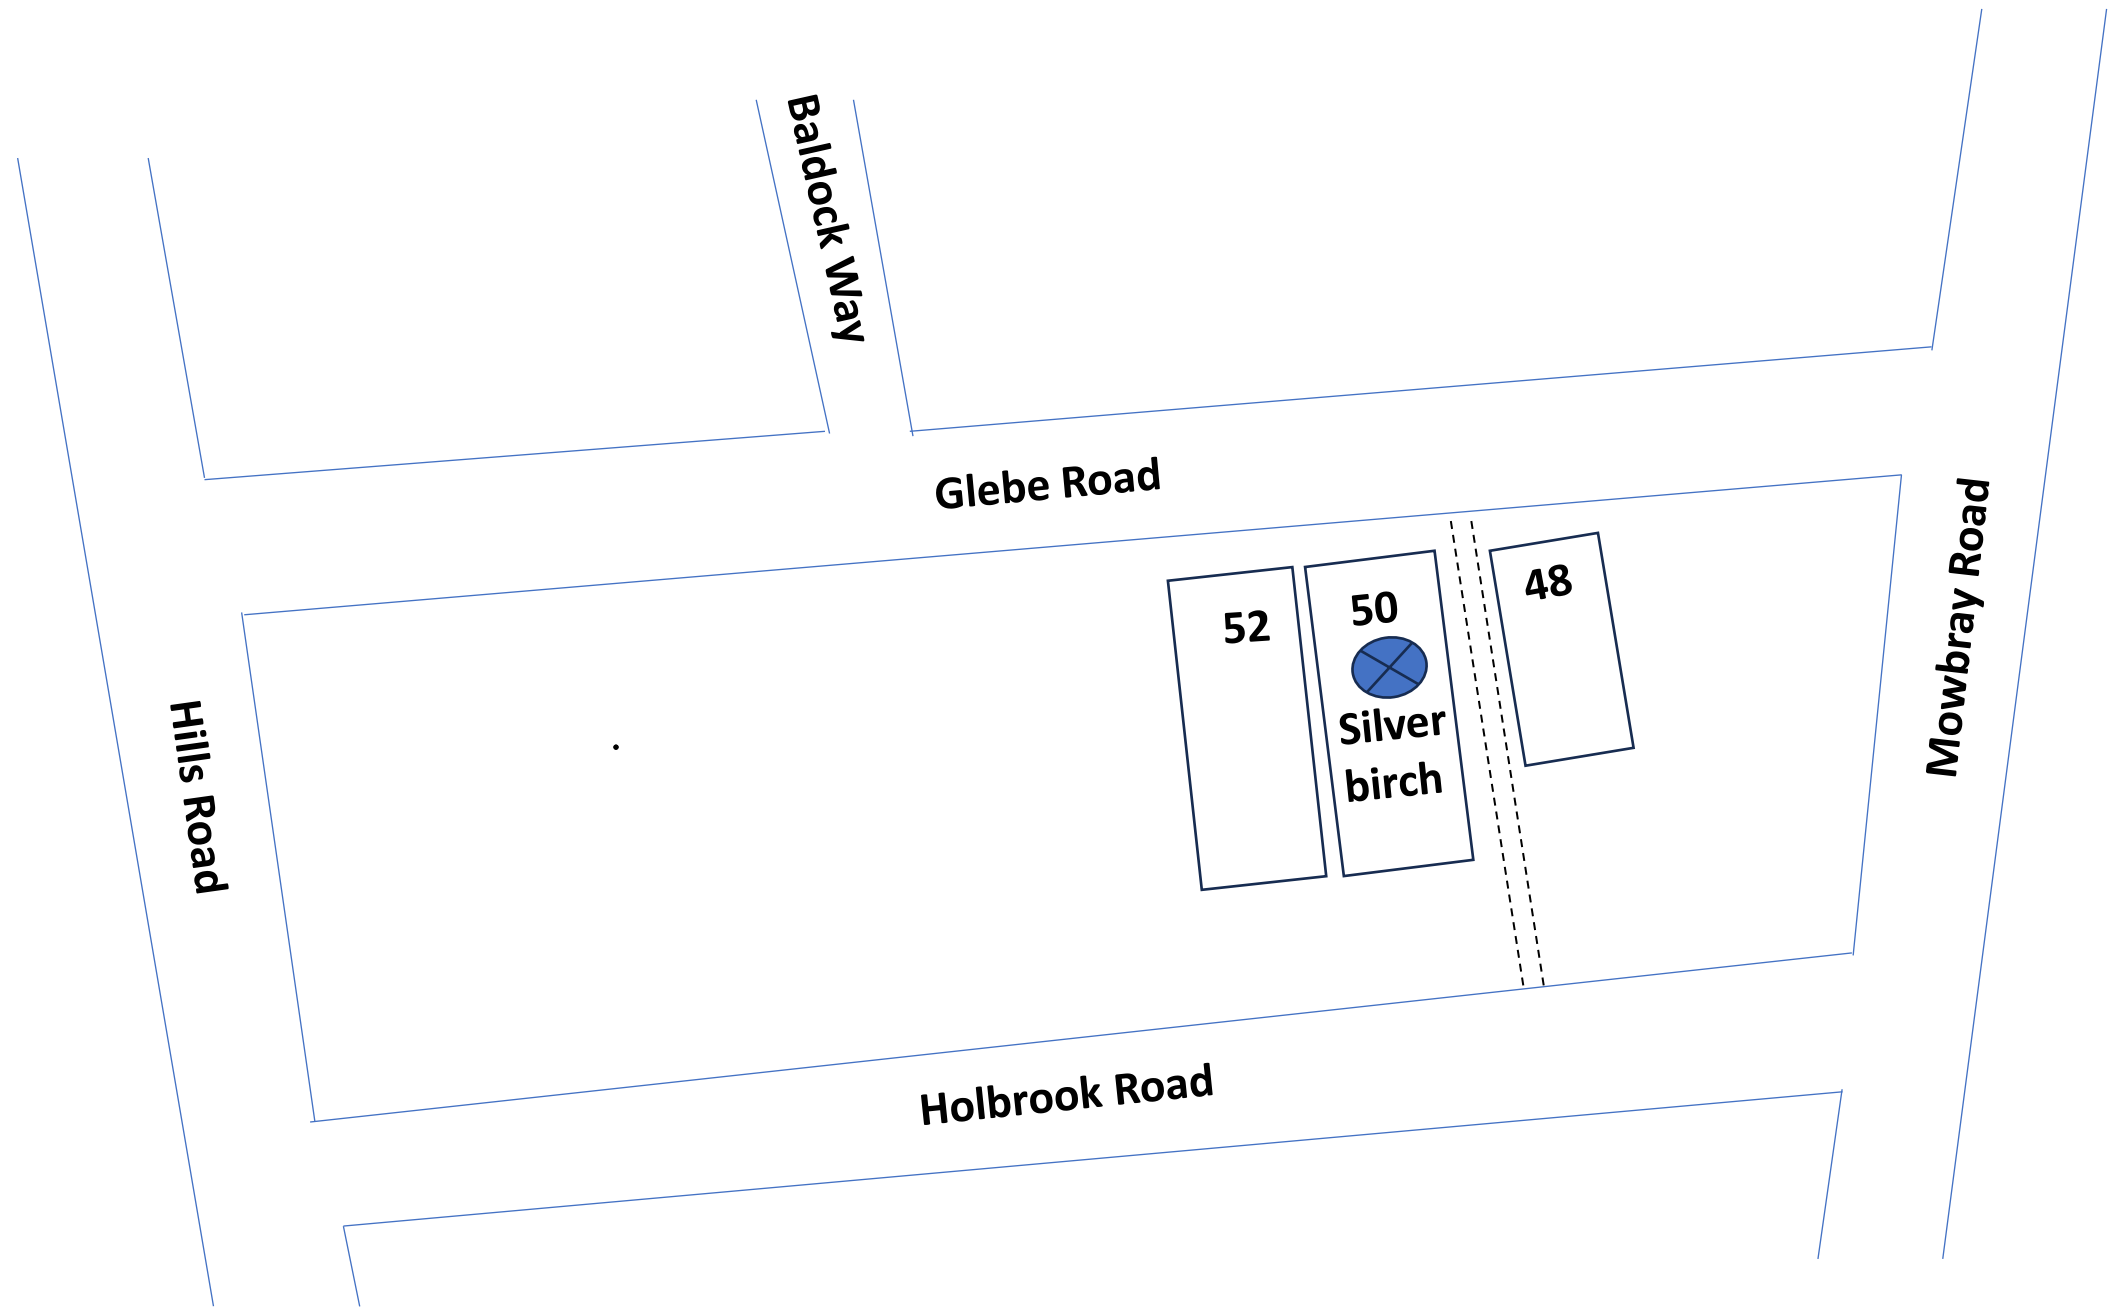 Baldock Way
Glebe Road
52
50
48
Silver
birch
Mowbray Road
Hills Road
Holbrook Road